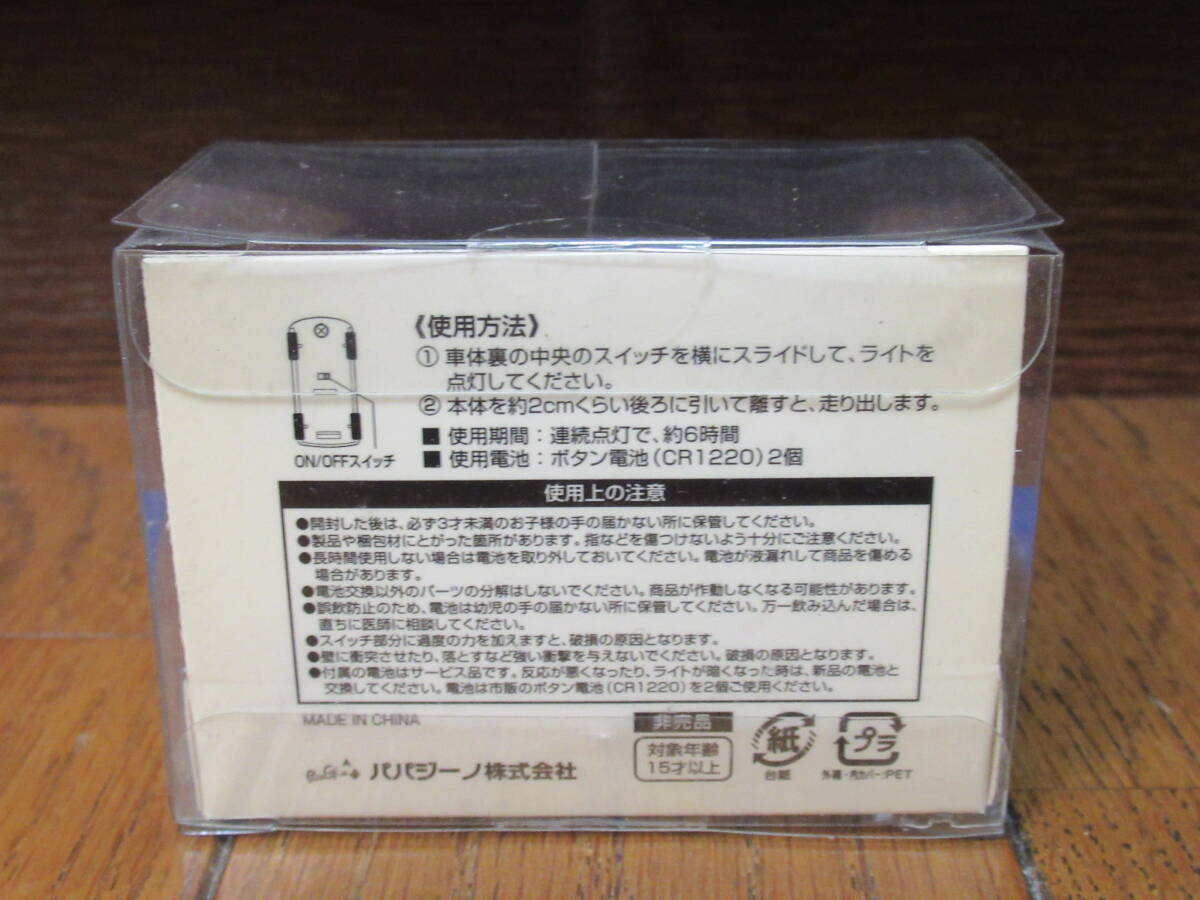 《使用方法》
① 車体裏の中央のスイッチを横にスライドして、ライトを
点灯してください。
② 本体を約2cmくらい後ろに引いて離すと、走り出します。
■ 使用期間：連続点灯で、約6時間
■ 使用電池：ボタン電池（CR1220）2個
ON/OFFスイッチ
使用上の注意
●開封した後は、必ず3才未満のお子様の手の届かない所に保管してください。
●製品や梱包材にとがった箇所があります。指などを傷つけないよう十分にご注意ください。
●長時間使用しない場合は電池を取り外しておいてください。電池が液漏れして商品を傷める
場合があります。
●電池交換以外のパーツの分解はしないでください。商品が作動しなくなる可能性があります。
●誤飲防止のため、電池は幼児の手の届かない所に保管してください。万一飲み込んだ場合は、
直ちに医師に相談してください。
●スイッチ部分に過度の力を加えますと、破損の原因となります。
●壁に衝突させたり、落とすなど強い衝撃を与えないでください。破損の原因となります。
●付属の電池はサービス品です。反応が悪くなったり、ライトが暗くなった時は、新品の電池と
交換してください。電池は市販のボタン電池（CR1220）を2個ご使用ください。
MADE IN CHINA
パパジーノ株式会社
非売品
対象年齢
15才以上
紙
台紙
プラ
外箱・内カバー:PET